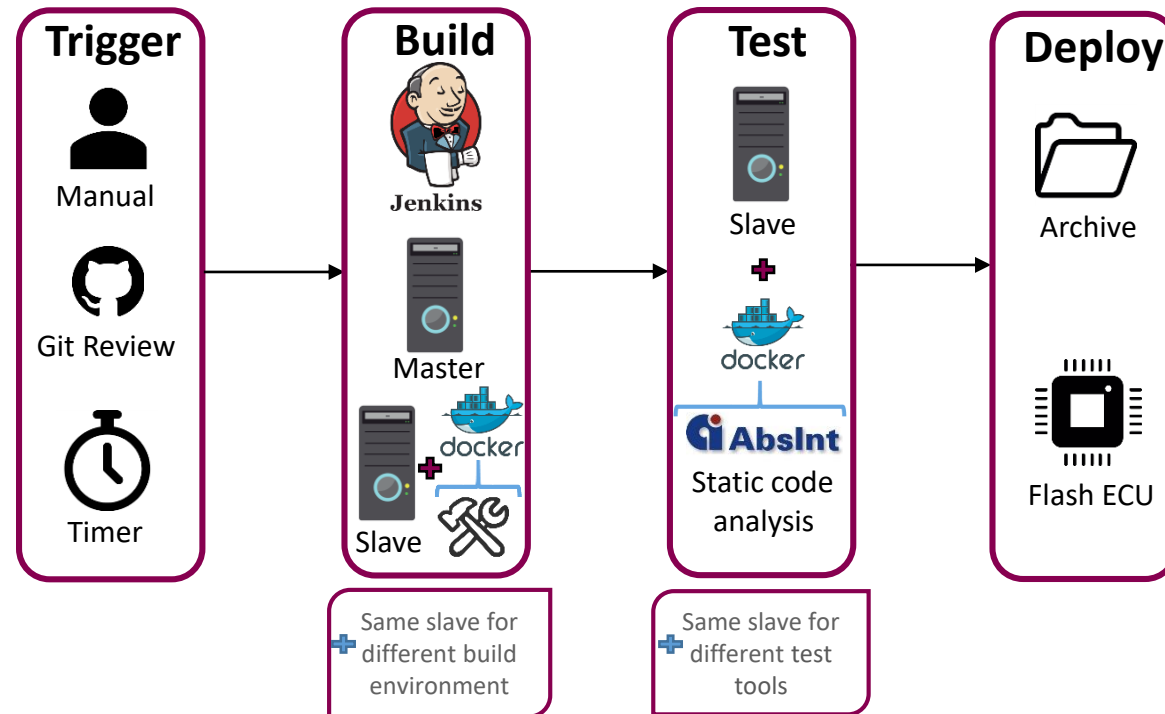 Trigger
Manual
Git Review
Timer
Build
Jenkins
Master
docker
Slave
Same slave for
different build
environment
Test
Slave
docker
AbsInt
Static code
analysis
Same slave for
different test
tools
Deploy
Archive
Flash ECU